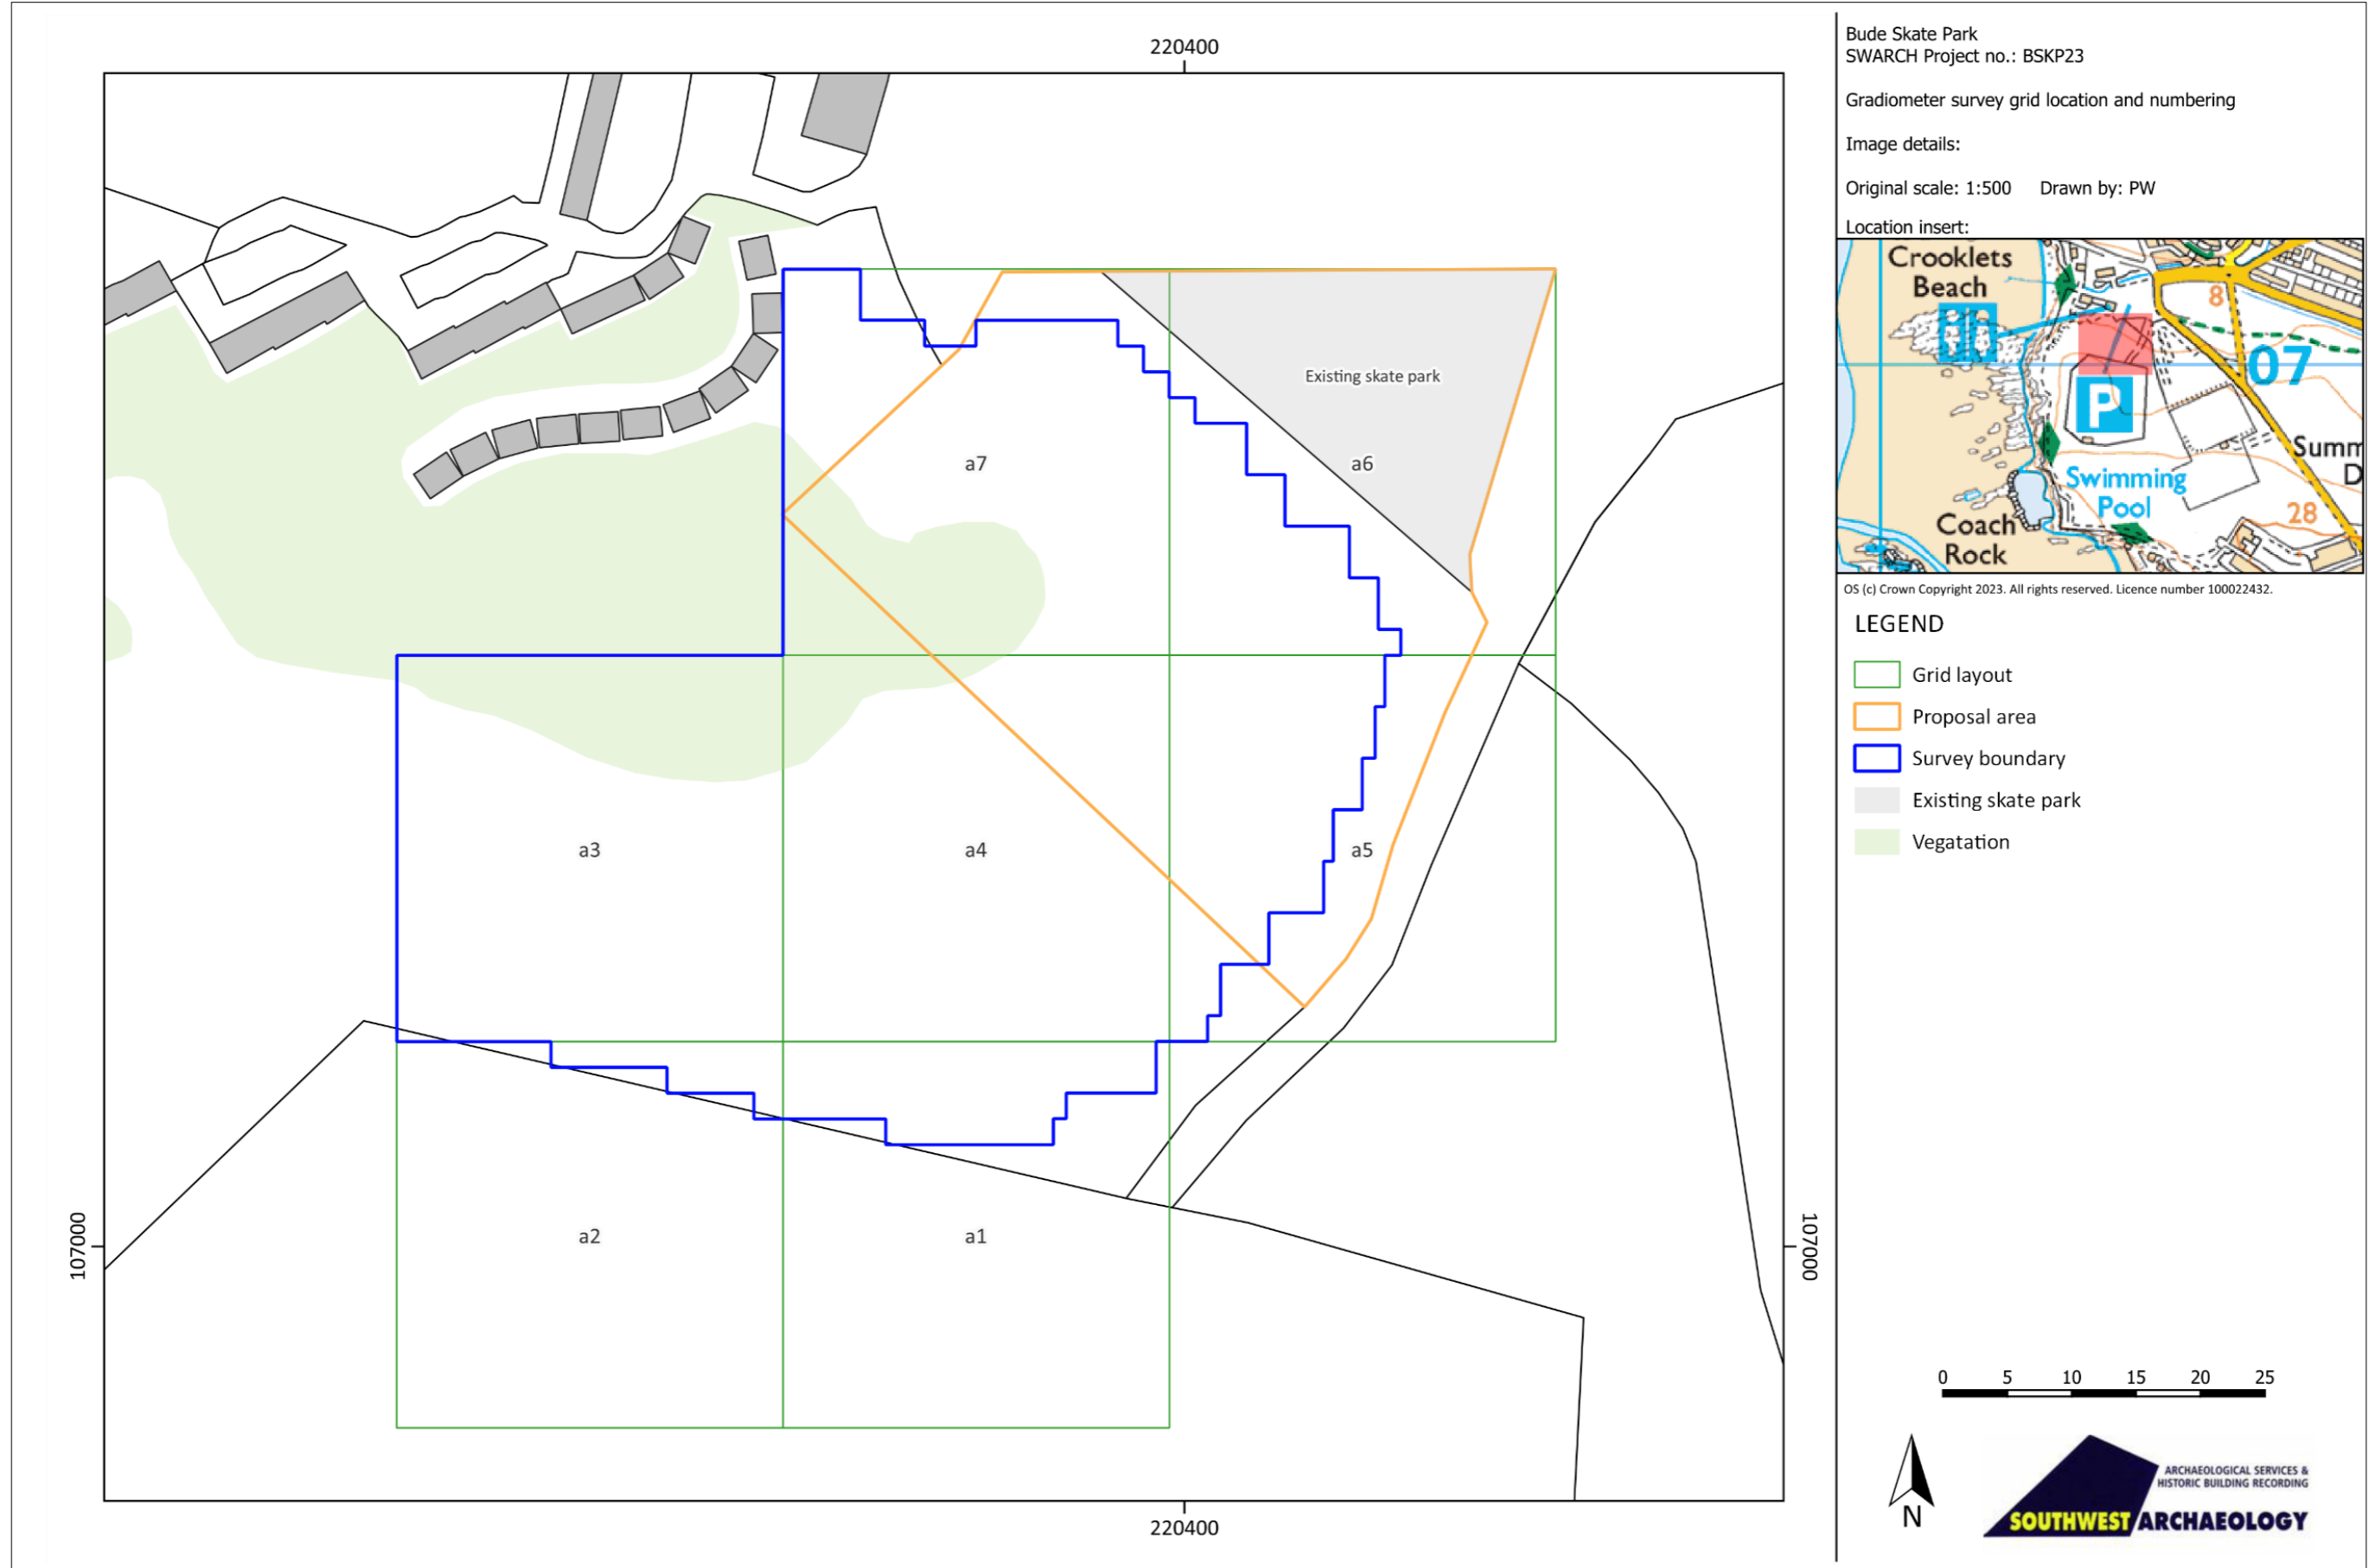 220400
107000
107000
220400
Existing skate park
a7
a6
a3
a4
a5
a2
a1
Bude Skate Park
SWARCH Project no.: BSKP23
Gradiometer survey grid location and numbering
Image details:
Original scale: 1:500 Drawn by: PW
Location insert:
Crooklets
Beach
8
07
P
Summ
D
Swimming
Pool
28
Coach
Rock
OS (c) Crown Copyright 2023. All rights reserved. Licence number 100022432.
LEGEND
Grid layout
Proposal area
Survey boundary
Existing skate park
Vegatation
0 5 10 15 20 25
N
ARCHAEOLOGICAL SERVICES &
HISTORIC BUILDING RECORDING
SOUTHWEST ARCHAEOLOGY